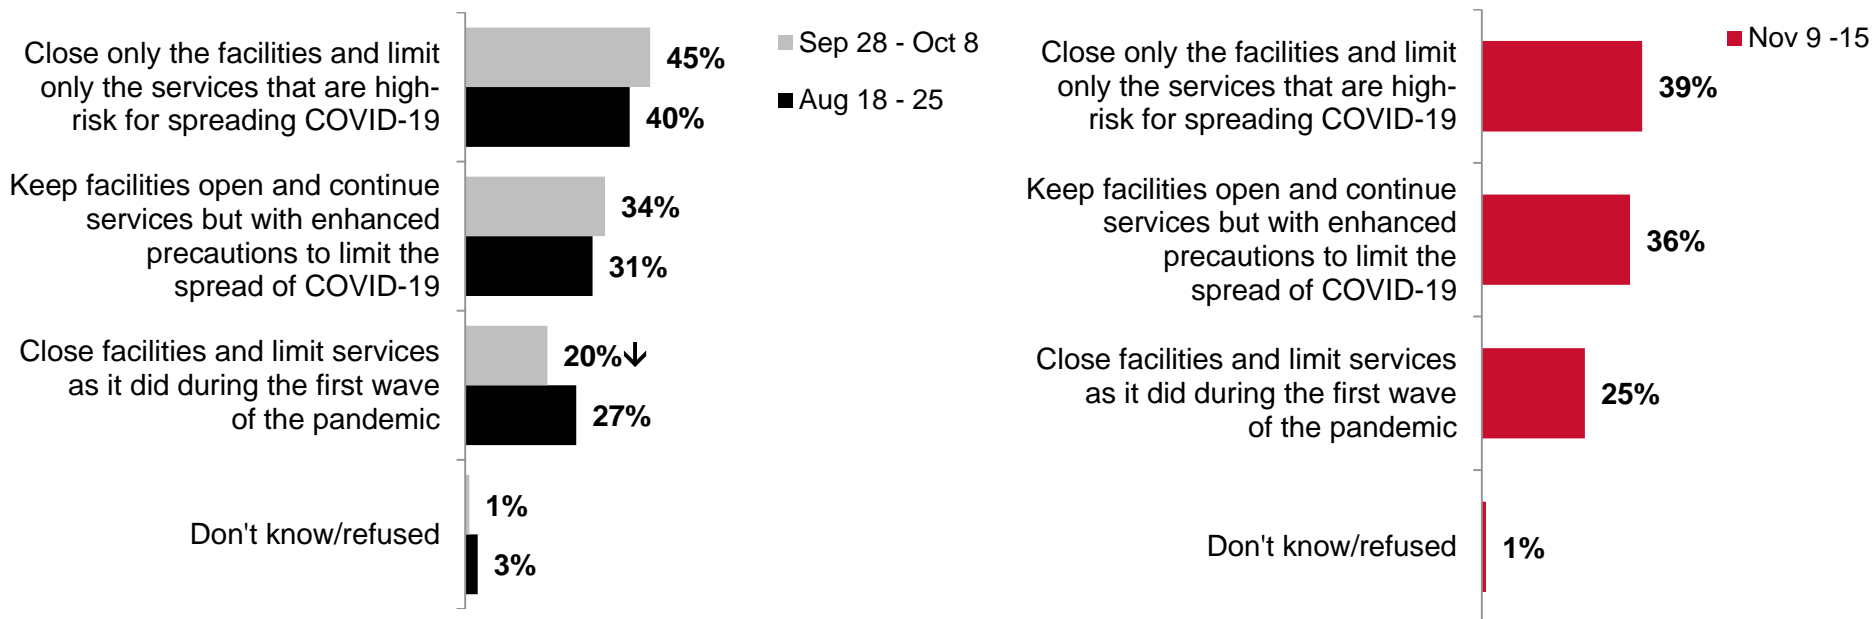 Close only the facilities and limit
only the services that are high-
risk for spreading COVID-19
45%
40%
Keep facilities open and continue
services but with enhanced
precautions to limit the
spread of COVID-19
34%
31%
Close facilities and limit services
as it did during the first wave
of the pandemic
20%↓
27%
Don't know/refused
1%
3%
Sep 28 - Oct 8
Aug 18 - 25
Close only the facilities and limit
only the services that are high-
risk for spreading COVID-19
39%
Keep facilities open and continue
services but with enhanced
precautions to limit the
spread of COVID-19
36%
Close facilities and limit services
as it did during the first wave
of the pandemic
25%
Don't know/refused
1%
Nov 9 -15